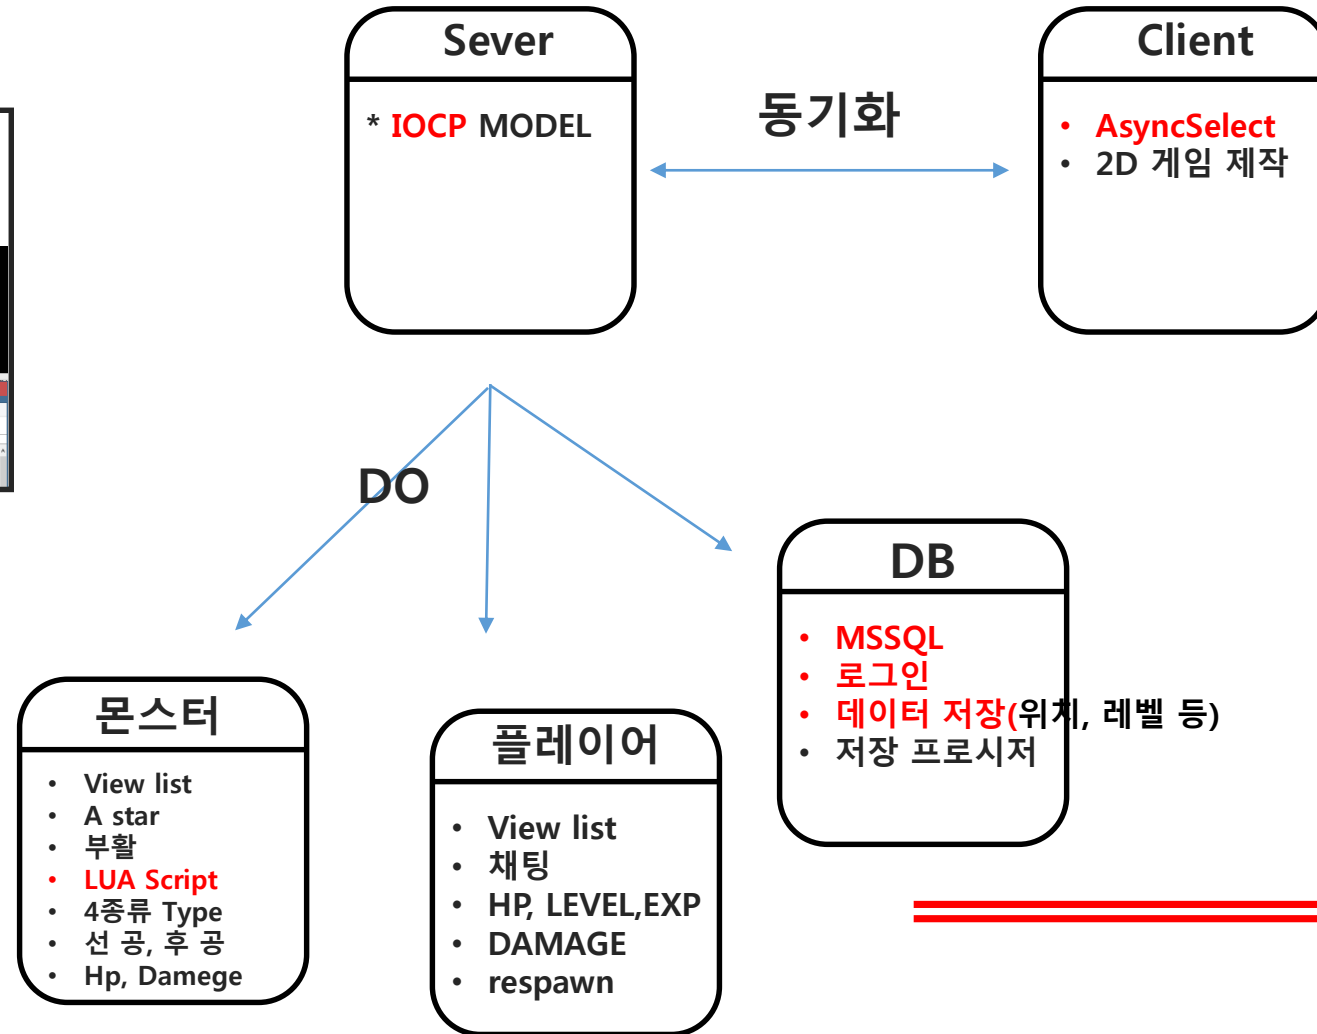 Sever
* IOCP MODEL
동기화
Client
• AsyncSelect
• 2D 게임 제작
DO
DB
• MSSQL
• 로그인
• 데이터 저장(위치, 레벨 등)
• 저장 프로시저
몬스터
• View list
• A star
• 부활
• LUA Script
• 4종류 Type
• 선 공, 후 공
• Hp, Damege
플레이어
• View list
• 채팅
• HP, LEVEL,EXP
• DAMAGE
• respawn